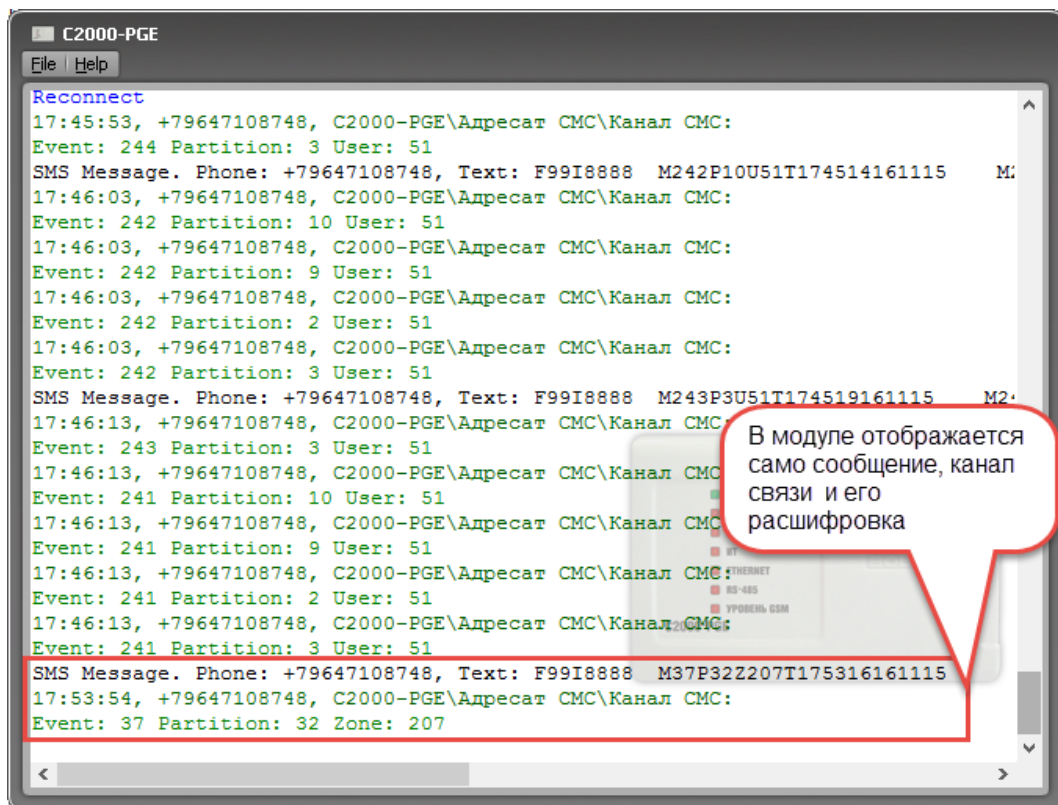 C2000-PGE
File Help
Reconnect
17:45:53, +79647108748, C2000-PGE\Адресат СМС\Канал СМС:
Event: 244 Partition: 3 User: 51
SMS Message. Phone: +79647108748, Text: F99I8888  M242P10U51T174514161115
17:46:03, +79647108748, C2000-PGE\Адресат СМС\Канал СМС:
Event: 242 Partition: 10 User: 51
17:46:03, +79647108748, C2000-PGE\Адресат СМС\Канал СМС:
Event: 242 Partition: 9 User: 51
17:46:03, +79647108748, C2000-PGE\Адресат СМС\Канал СМС:
Event: 242 Partition: 2 User: 51
17:46:03, +79647108748, C2000-PGE\Адресат СМС\Канал СМС:
Event: 242 Partition: 3 User: 51
SMS Message. Phone: +79647108748, Text: F99I8888  M243P3U51T174519161115
17:46:13, +79647108748, C2000-PGE\Адресат СМС\Канал СМС:
Event: 243 Partition: 3 User: 51
17:46:13, +79647108748, C2000-PGE\Адресат СМС\Канал СМС
Event: 241 Partition: 10 User: 51
17:46:13, +79647108748, C2000-PGE\Адресат СМС\Канал СМС
Event: 241 Partition: 9 User: 51
17:46:13, +79647108748, C2000-PGE\Адресат СМС\Канал СМС:
Event: 241 Partition: 2 User: 51
17:46:13, +79647108748, C2000-PGE\Адресат СМС\Канал СМС:
Event: 241 Partition: 3 User: 51
SMS Message. Phone: +79647108748, Text: F99I8888  M37P32Z207T175316161115
17:53:54, +79647108748, C2000-PGE\Адресат СМС\Канал СМС:
Event: 37 Partition: 32 Zone: 207
В модуле отображается
само сообщение, канал
связи и его
расшифровка
ИТ
ETHERNET
RS-485
УРОВЕНЬ GSM
С2000-PGE